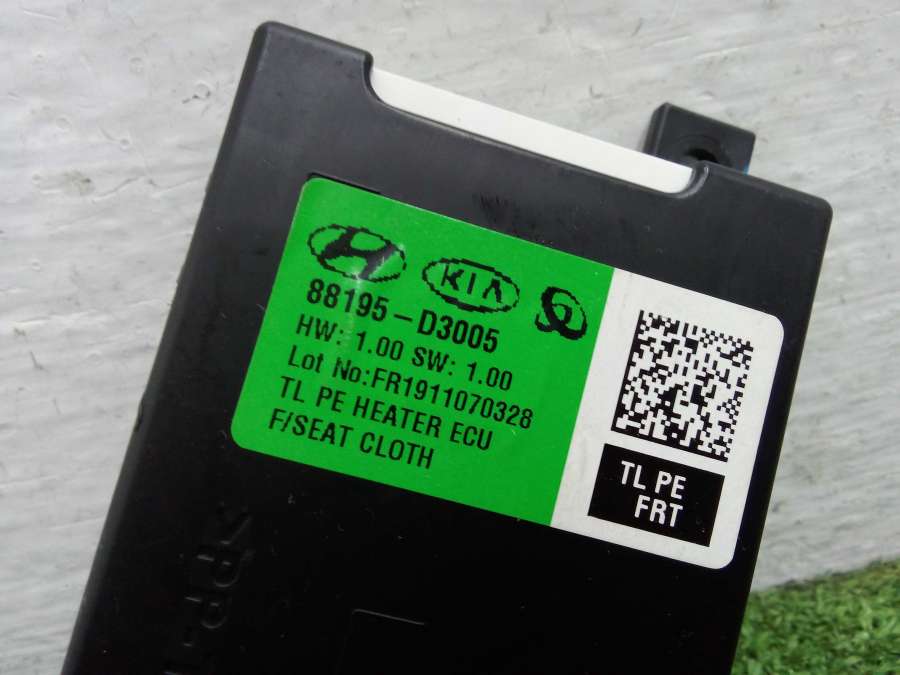 KIA
88195-D3005
HW: 1.00 SW: 1.00
Lot No:FR1911070328
TL PE HEATER ECU
F/SEAT CLOTH
TL PE
FRT
>PP-